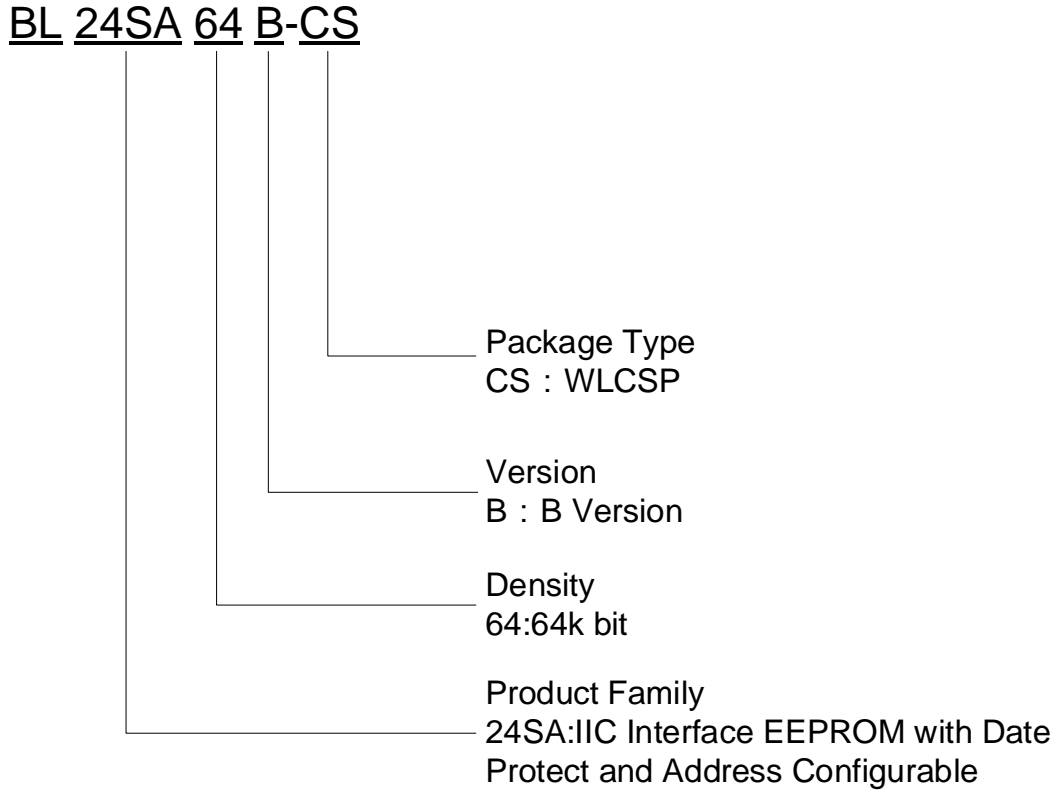 BL 24SA 64 B-CS
Package Type
CS：WLCSP
Version
B：B Version
Density
64:64k bit
Product Family
24SA:IIC Interface EEPROM with Date
Protect and Address Configurable